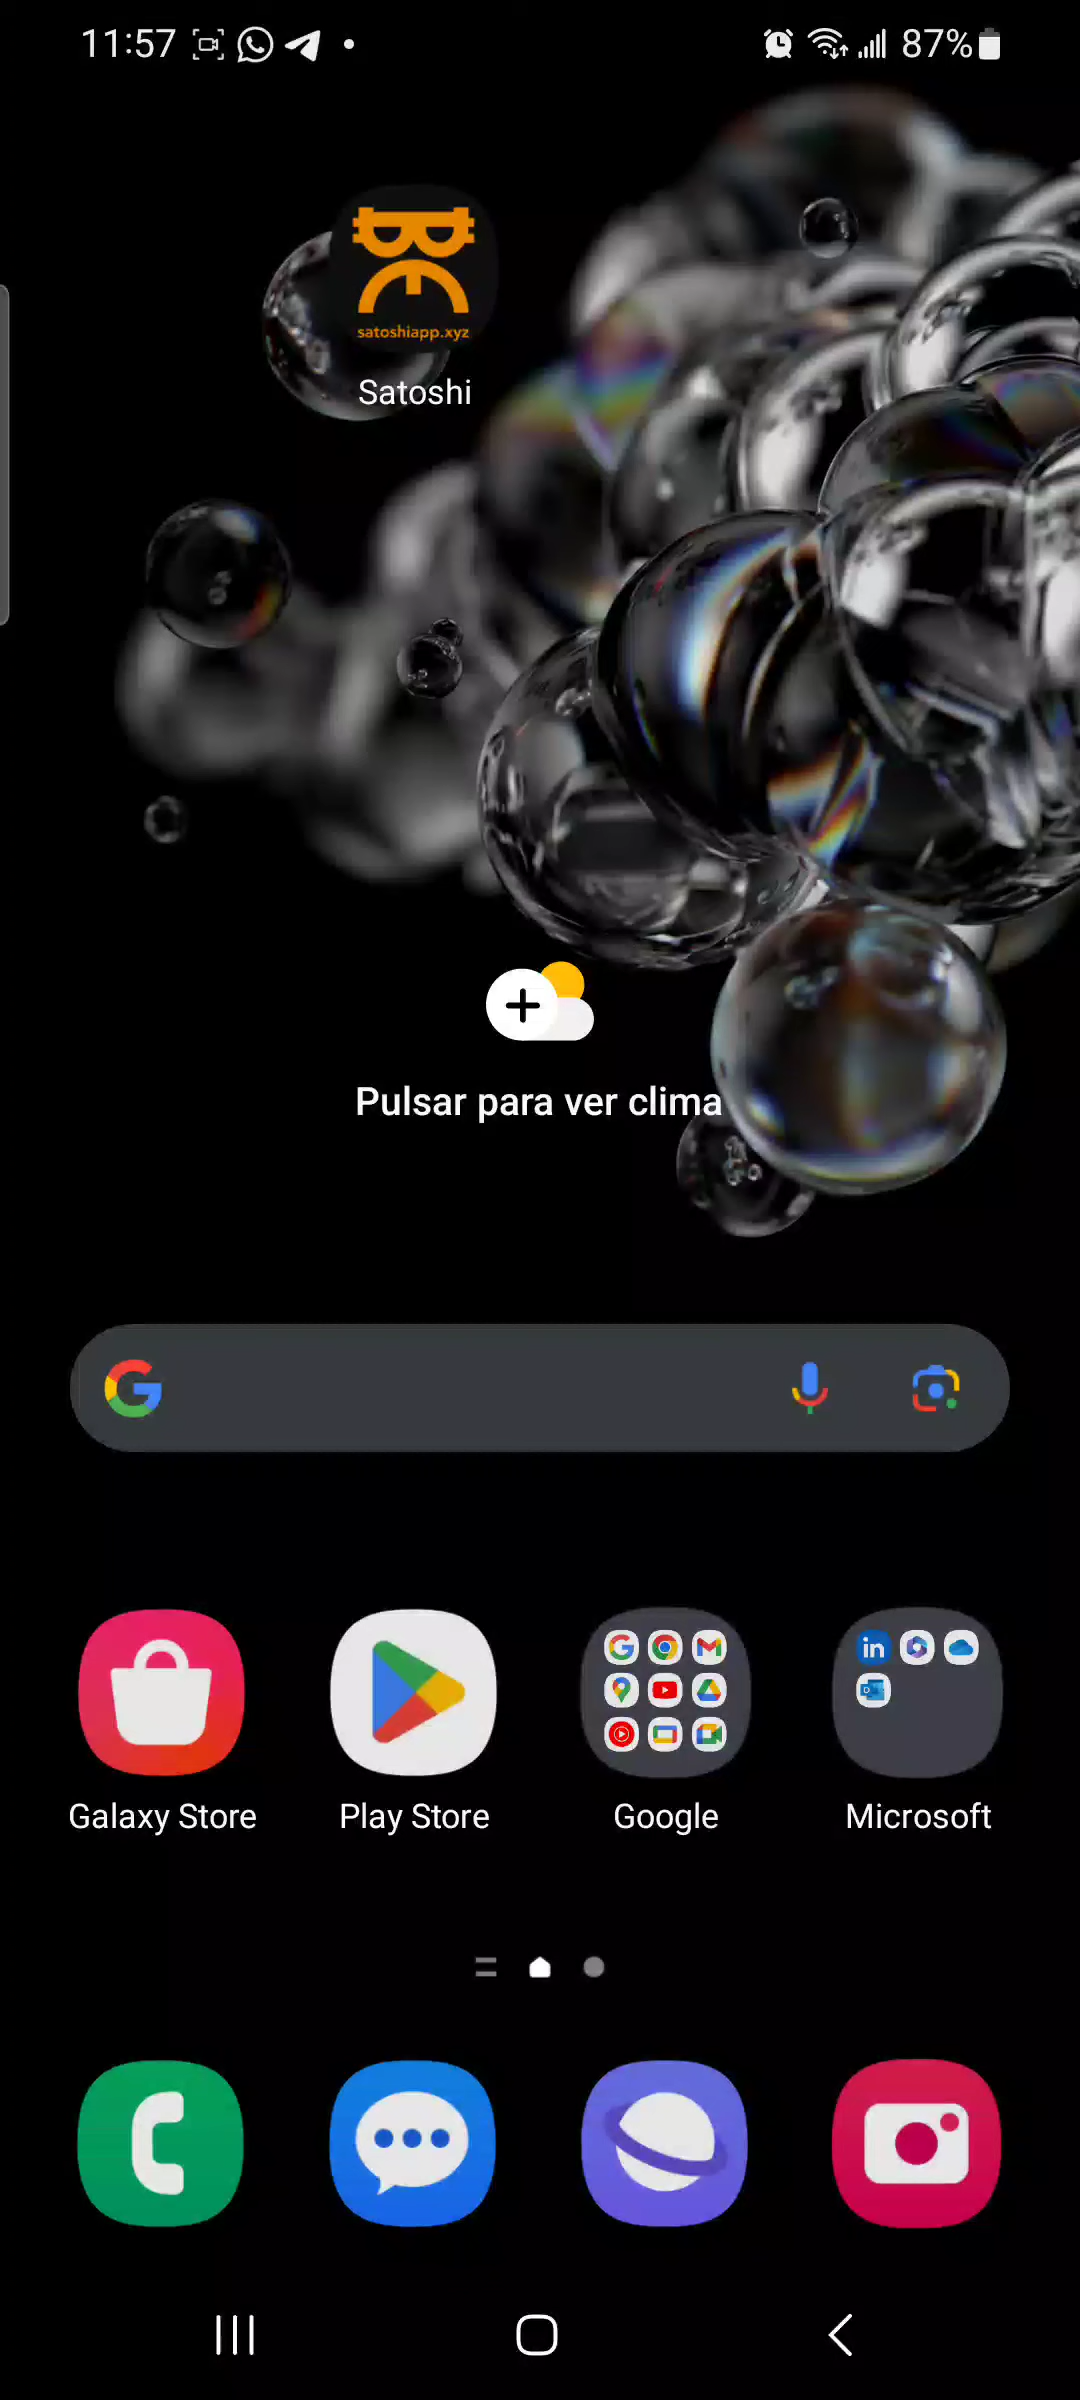 11:57
87%
satoshiapp.xyz
Satoshi
Pulsar para ver clima
Galaxy Store
Play Store
Google
Microsoft